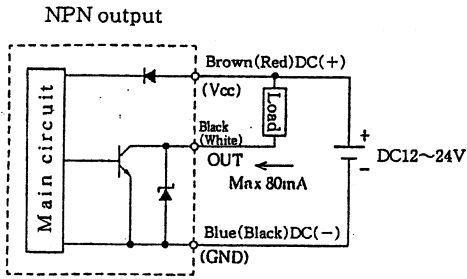 NPN output
Brown(Red)DC(+)
(Vcc)
Load
Main circuit
Black
(White)
OUT
Max 80mA
+
DC12~24V
−
Blue(Black)DC(−)
(GND)